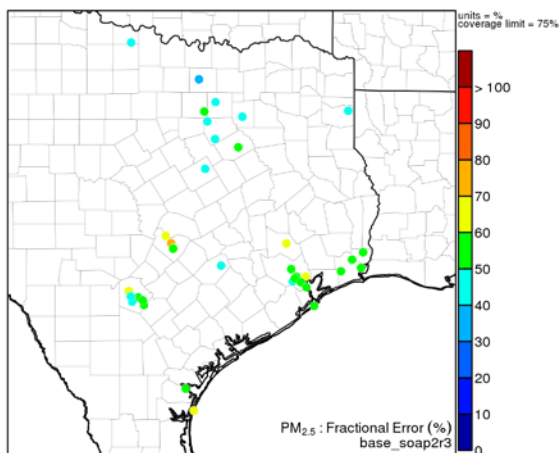 units = %
coverage limit = 75%
> 100
90
80
70
60
50
40
30
20
10
0
PM2.5 : Fractional Error (%)
base_soap2r3